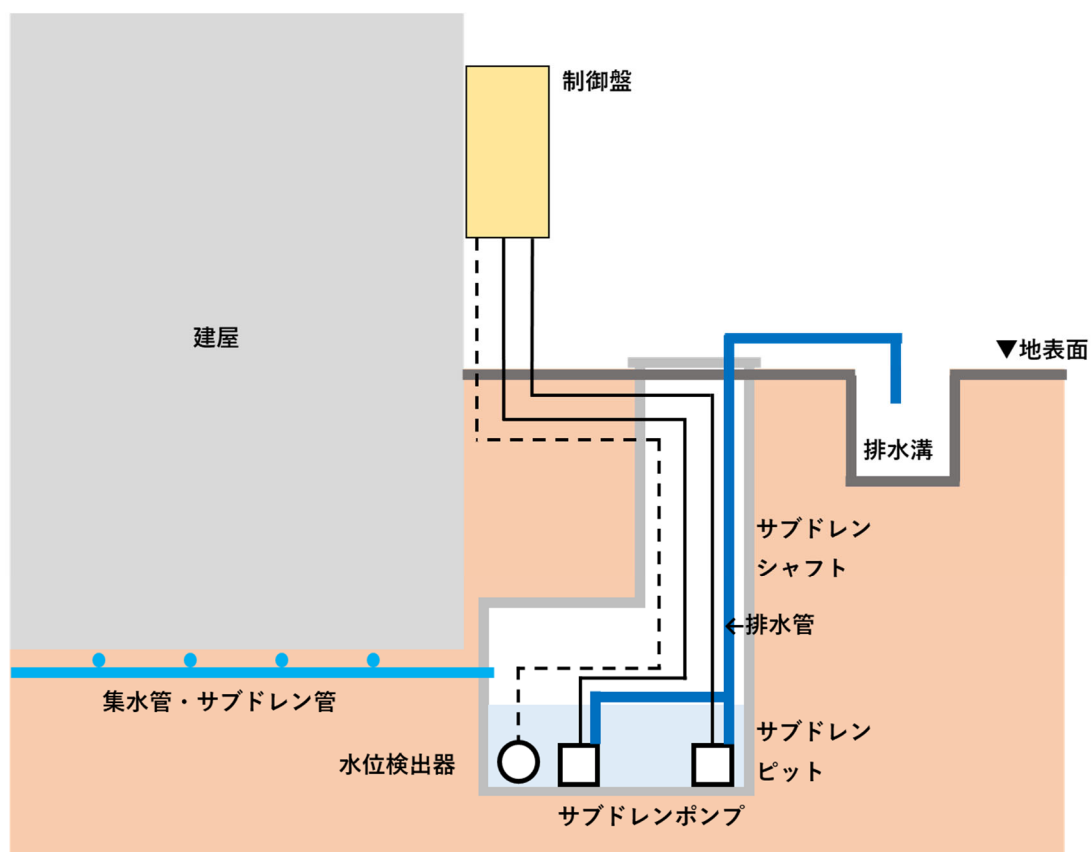 制御盤
建屋
▼地表面
排水溝
サブドレン
シャフト
←排水管
集水管・サブドレン管
サブドレン
ピット
水位検出器
サブドレンポンプ